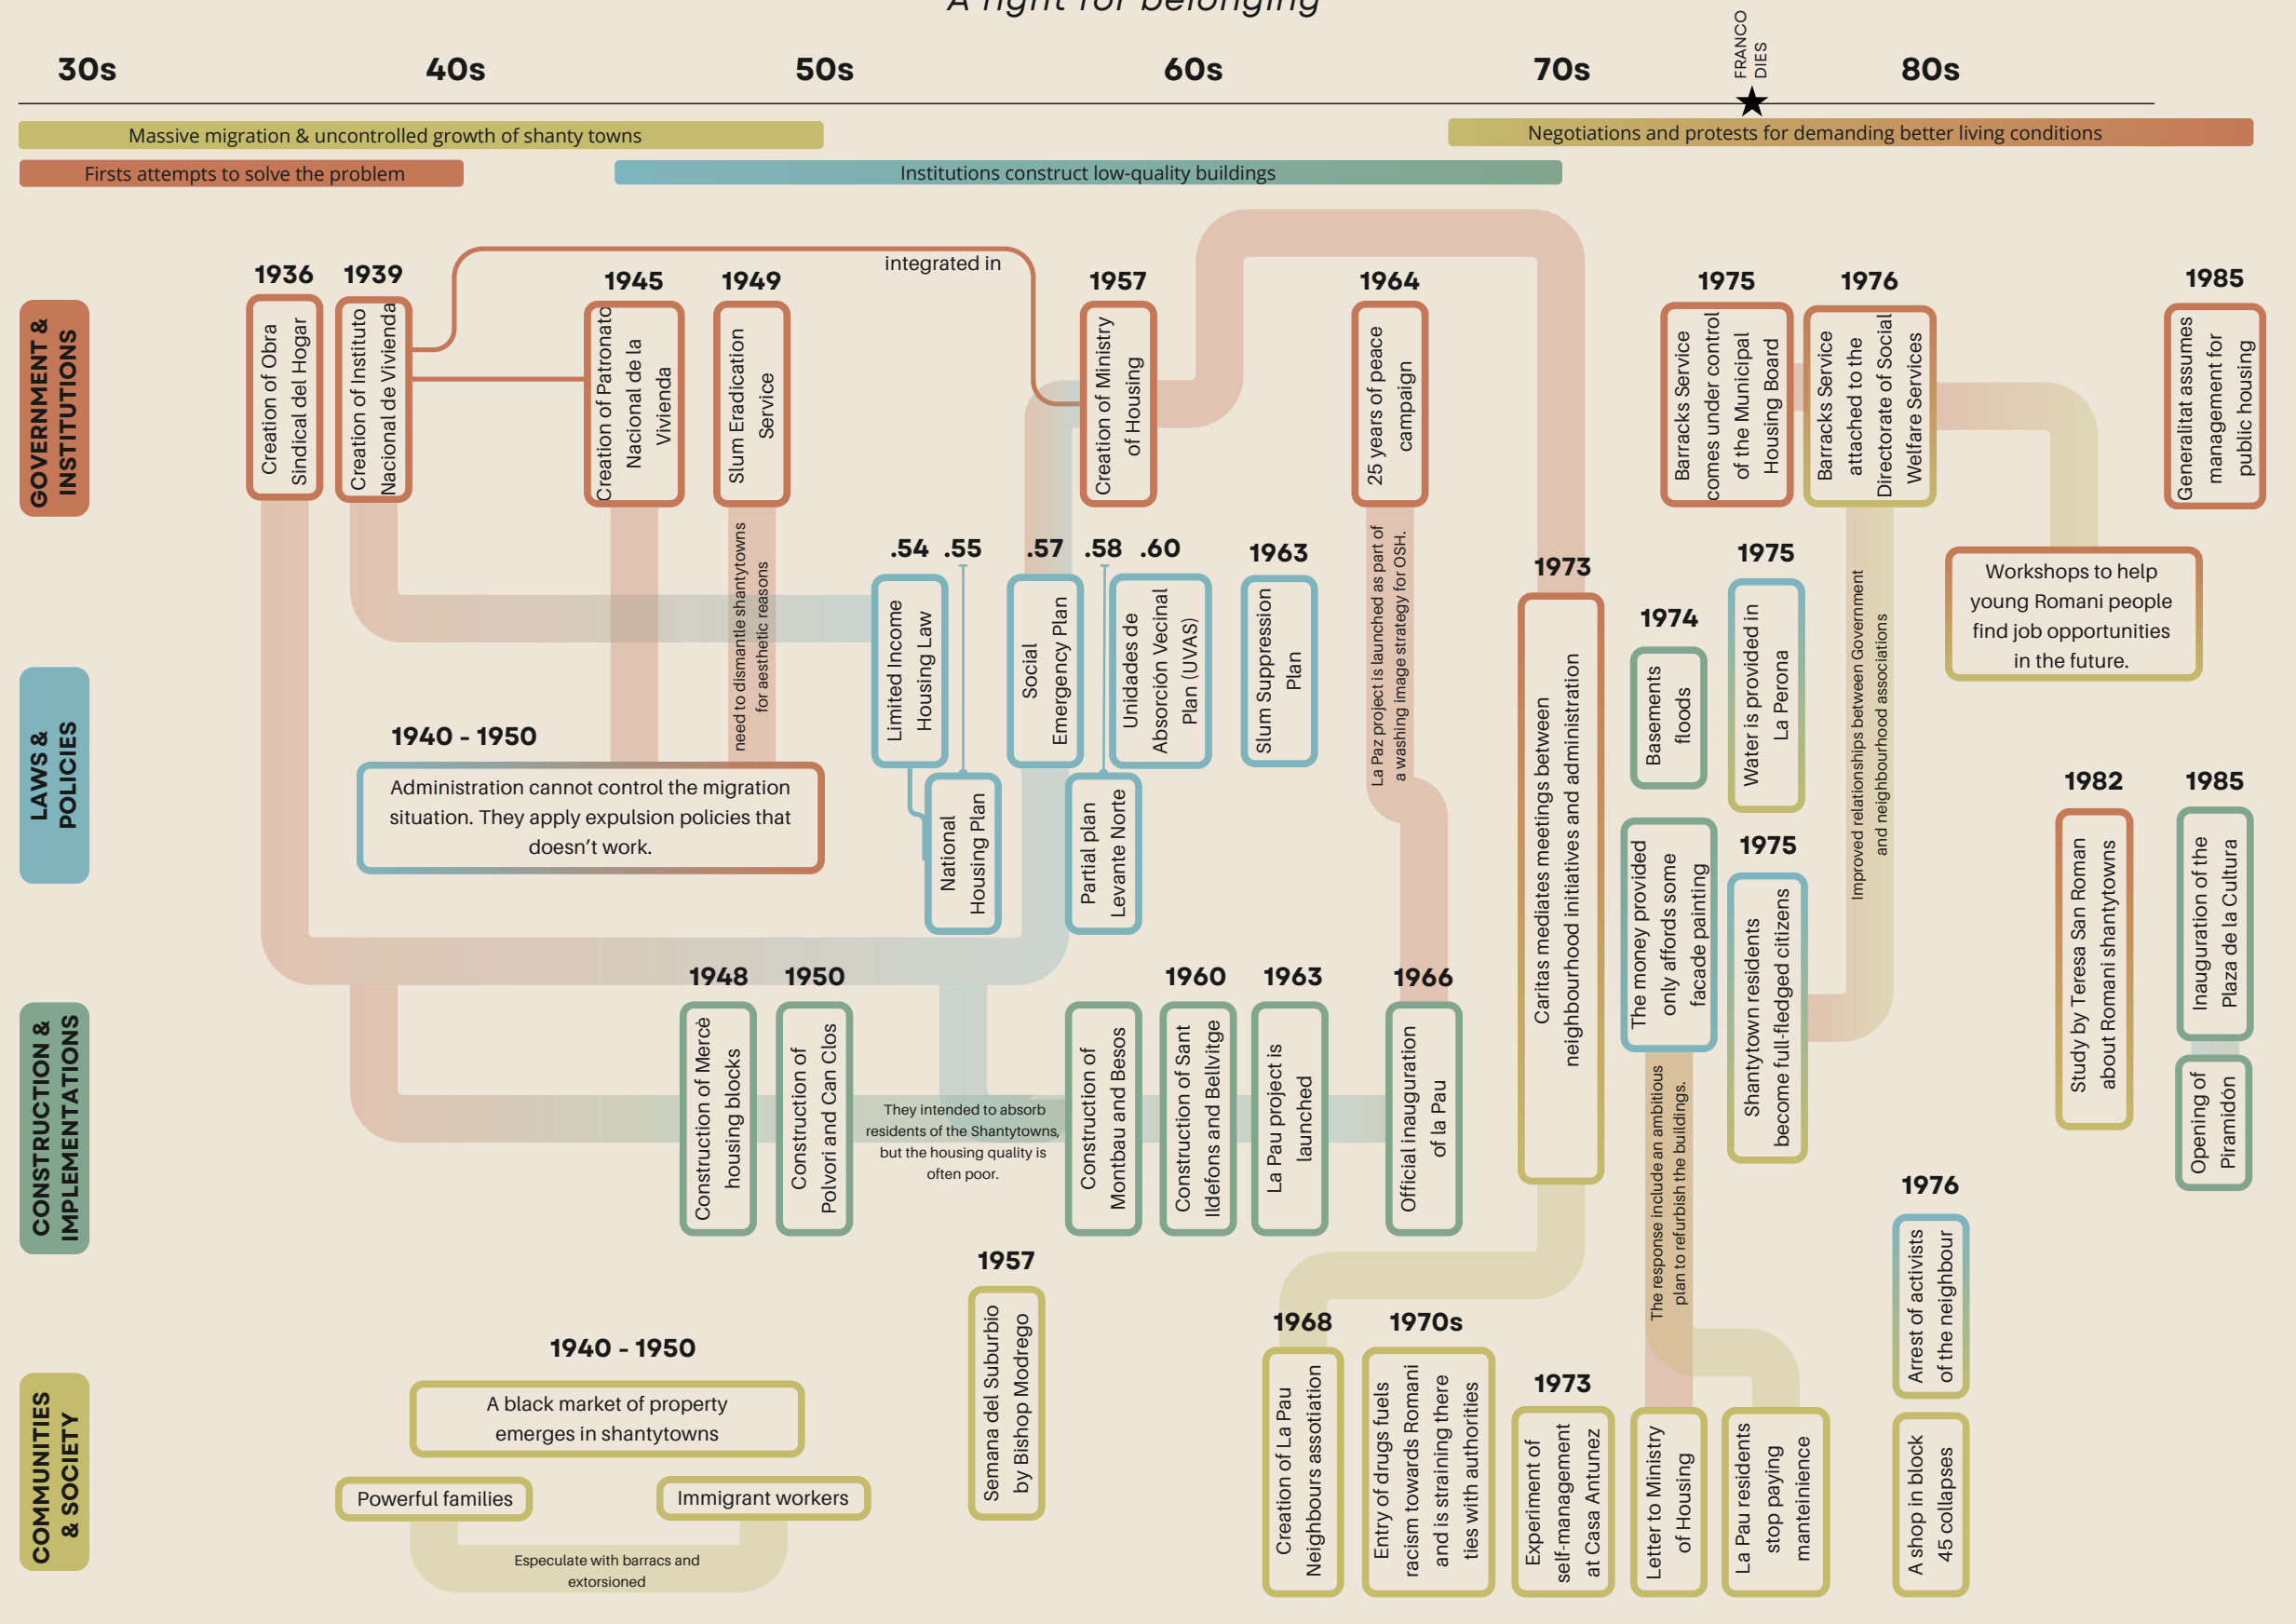 A fight for belonging
30s
40s
50s
60s
70s
80s
FRANCO
DIES
Massive migration & uncontrolled growth of shanty towns
Negotiations and protests for demanding better living conditions
Firsts attempts to solve the problem
Institutions construct low-quality buildings
GOVERNMENT &
INSTITUTIONS
1936
Creation of Obra
Sindical del Hogar
1939
Creation of Instituto
Nacional de Vivienda
integrated in
1945
Creation of Patronato
Nacional de la
Vivienda
1949
Slum Eradication
Service
1957
Creation of Ministry
of Housing
1964
25 years of peace
campaign
1975
Barracks Service
comes under control
of the Municipal
Housing Board
1976
Barracks Service
attached to the
Directorate of Social
Welfare Services
1985
Generalitat assumes
management for
public housing
need to dismantle shantytowns
for aesthetic reasons
La Paz project is launched as part of
a washing image strategy for OSH.
Improved relationships between Government
and neighbourhood associations
Workshops to help
young Romani people
find job opportunities
in the future.
LAWS &
POLICIES
1940 - 1950
Administration cannot control the migration
situation. They apply expulsion policies that
doesn’t work.
.54
Limited Income
Housing Law
.55
National
Housing Plan
.57
Social
Emergency Plan
.58
Partial plan
Levante Norte
.60
Unidades de
Absorción Vecinal
Plan (UVAS)
1963
Slum Suppression
Plan
1973
Caritas mediates meetings between
neighbourhood initiatives and administration
1974
Basements
floods
The money provided
only affords some
facade painting
1975
Water is provided in
La Perona
1975
Shantytown residents
become full-fledged citizens
1982
Study by Teresa San Roman
about Romani shantytowns
1985
Inauguration of the
Plaza de la Cultura
Opening of
Piramidón
CONSTRUCTION &
IMPLEMENTATIONS
1948
Construction of Mercè
housing blocks
1950
Construction of
Polvori and Can Clos
They intended to absorb
residents of the Shantytowns,
but the housing quality is
often poor.
Construction of
Montbau and Besos
1960
Construction of Sant
Ildefons and Bellvitge
1963
La Pau project is
launched
1966
Official inauguration
of la Pau
The response include an ambitious
plan to refurbish the buildings.
COMMUNITIES
& SOCIETY
1940 - 1950
A black market of property
emerges in shantytowns
Powerful families
Immigrant workers
Especulate with barracs and
extorsioned
1957
Semana del Suburbio
by Bishop Modrego
1968
Creation of La Pau
Neighbours assotiation
1970s
Entry of drugs fuels
racism towards Romani
and is straining there
ties with authorities
1973
Experiment of
self-management
at Casa Antunez
Letter to Ministry
of Housing
La Pau residents
stop paying
manteinience
1976
Arrest of activists
of the neighbour
A shop in block
45 collapses